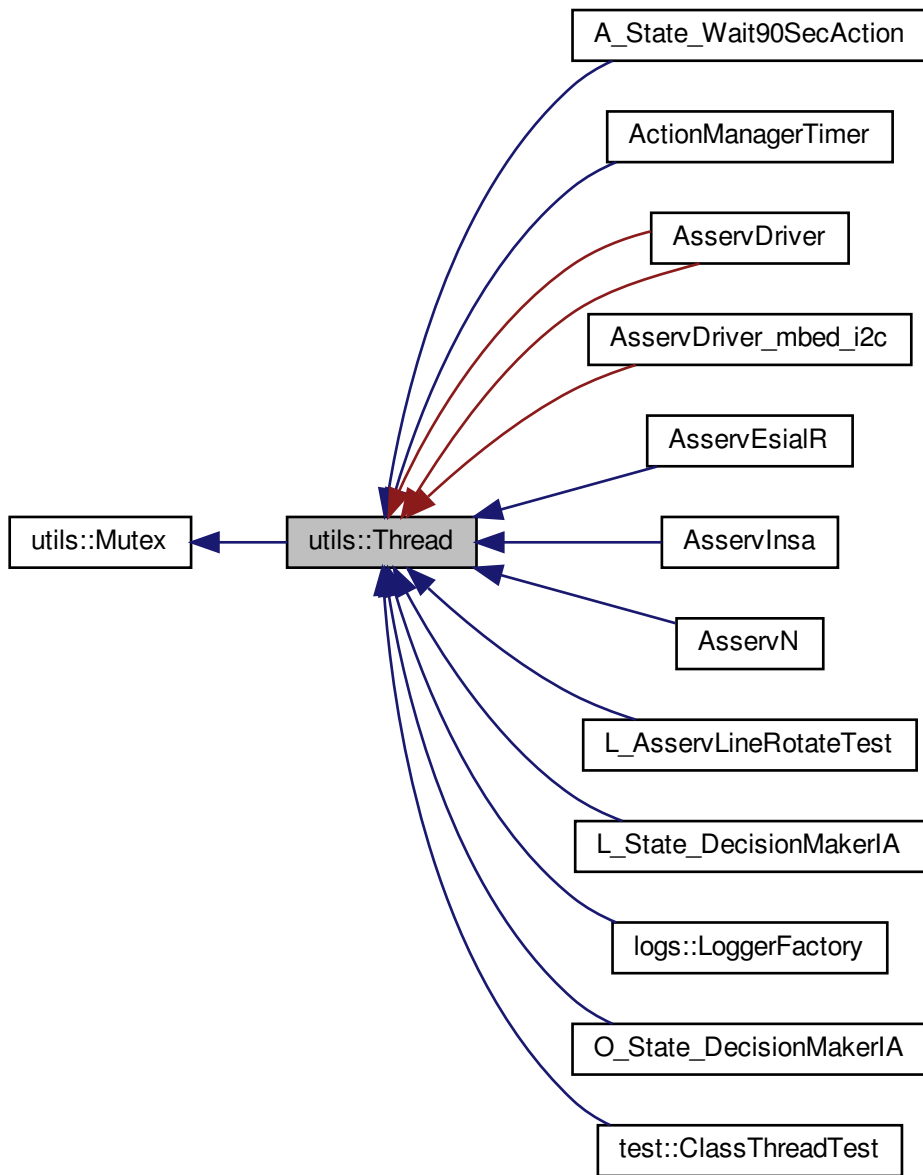 A_State_Wait90SecAction
ActionManagerTimer
AsservDriver
AsservDriver_mbed_i2c
AsservEsialR
utils::Mutex
utils::Thread
AsservInsa
AsservN
L_AsservLineRotateTest
L_State_DecisionMakerIA
logs::LoggerFactory
O_State_DecisionMakerIA
test::ClassThreadTest